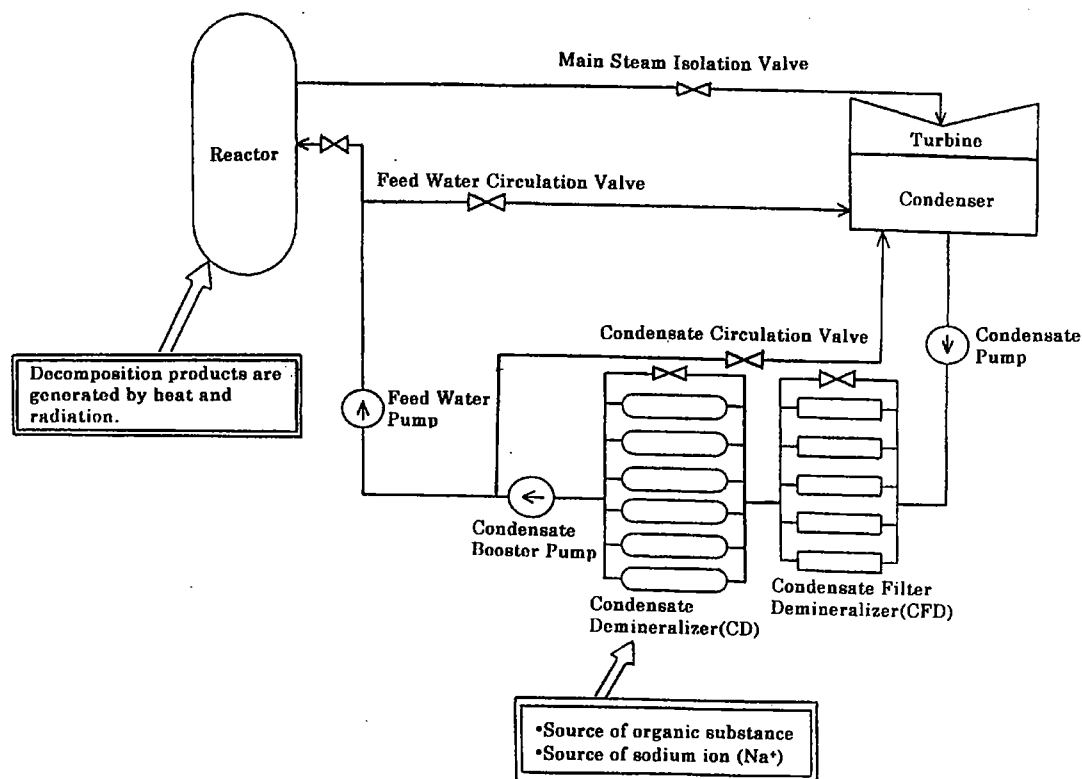 Main Steam Isolation Valve
Reactor
Turbine
Feed Water Circulation Valve
Condenser
Condensate Circulation Valve
Condensate
Pump
Decomposition products are
generated by heat and
radiation.
Feed Water
Pump
Condensate
Booster Pump
Condensate
Demineralizer(CD)
Condensate Filter
Demineralizer(CFD)
•Source of organic substance
•Source of sodium ion (Na⁺)